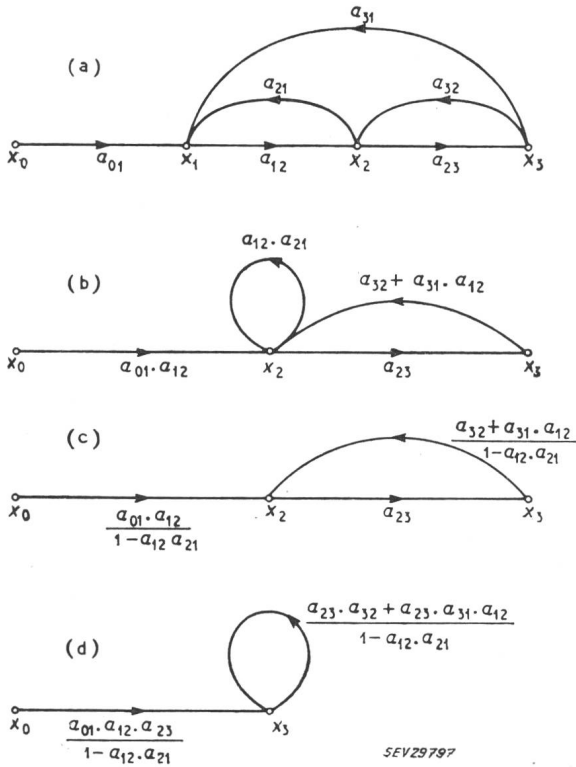 a₃₁
(a)
a₂₁ a₃₂
x₀ a₀₁ x₁ a₁₂ x₂ a₂₃ x₃
a₁₂ . a₂₁
(b)
a₃₂ + a₃₁ . a₁₂
x₀ a₀₁ . a₁₂ x₂ a₂₃ x₃
(c)
a₃₂ + a₃₁ . a₁₂
1 - a₁₂ . a₂₁
x₀ x₂ a₂₃ x₃
a₀₁ . a₁₂
1 - a₁₂ a₂₁
a₂₃ . a₃₂ + a₂₃ . a₃₁ . a₁₂
1 - a₁₂ . a₂₁
(d)
x₀ x₃
a₀₁ . a₁₂ . a₂₃
1 - a₁₂ . a₂₁
SEV29797